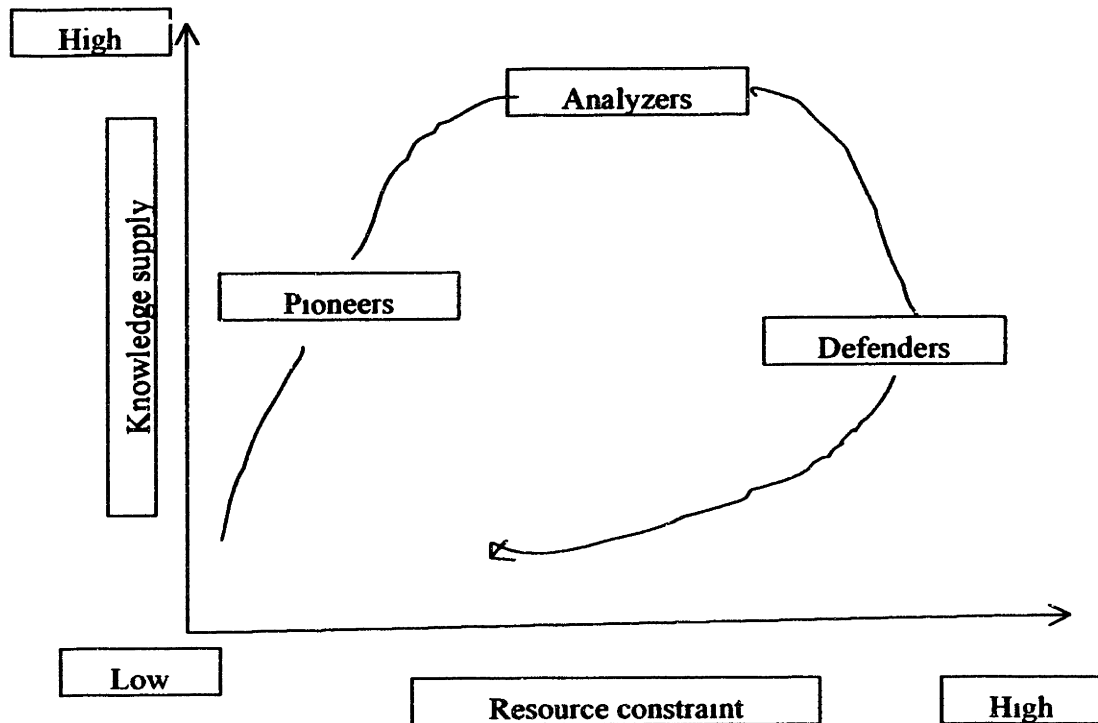 High
Analyzers
Knowledge supply
Pioneers
Defenders
Low
Resource constraint
High